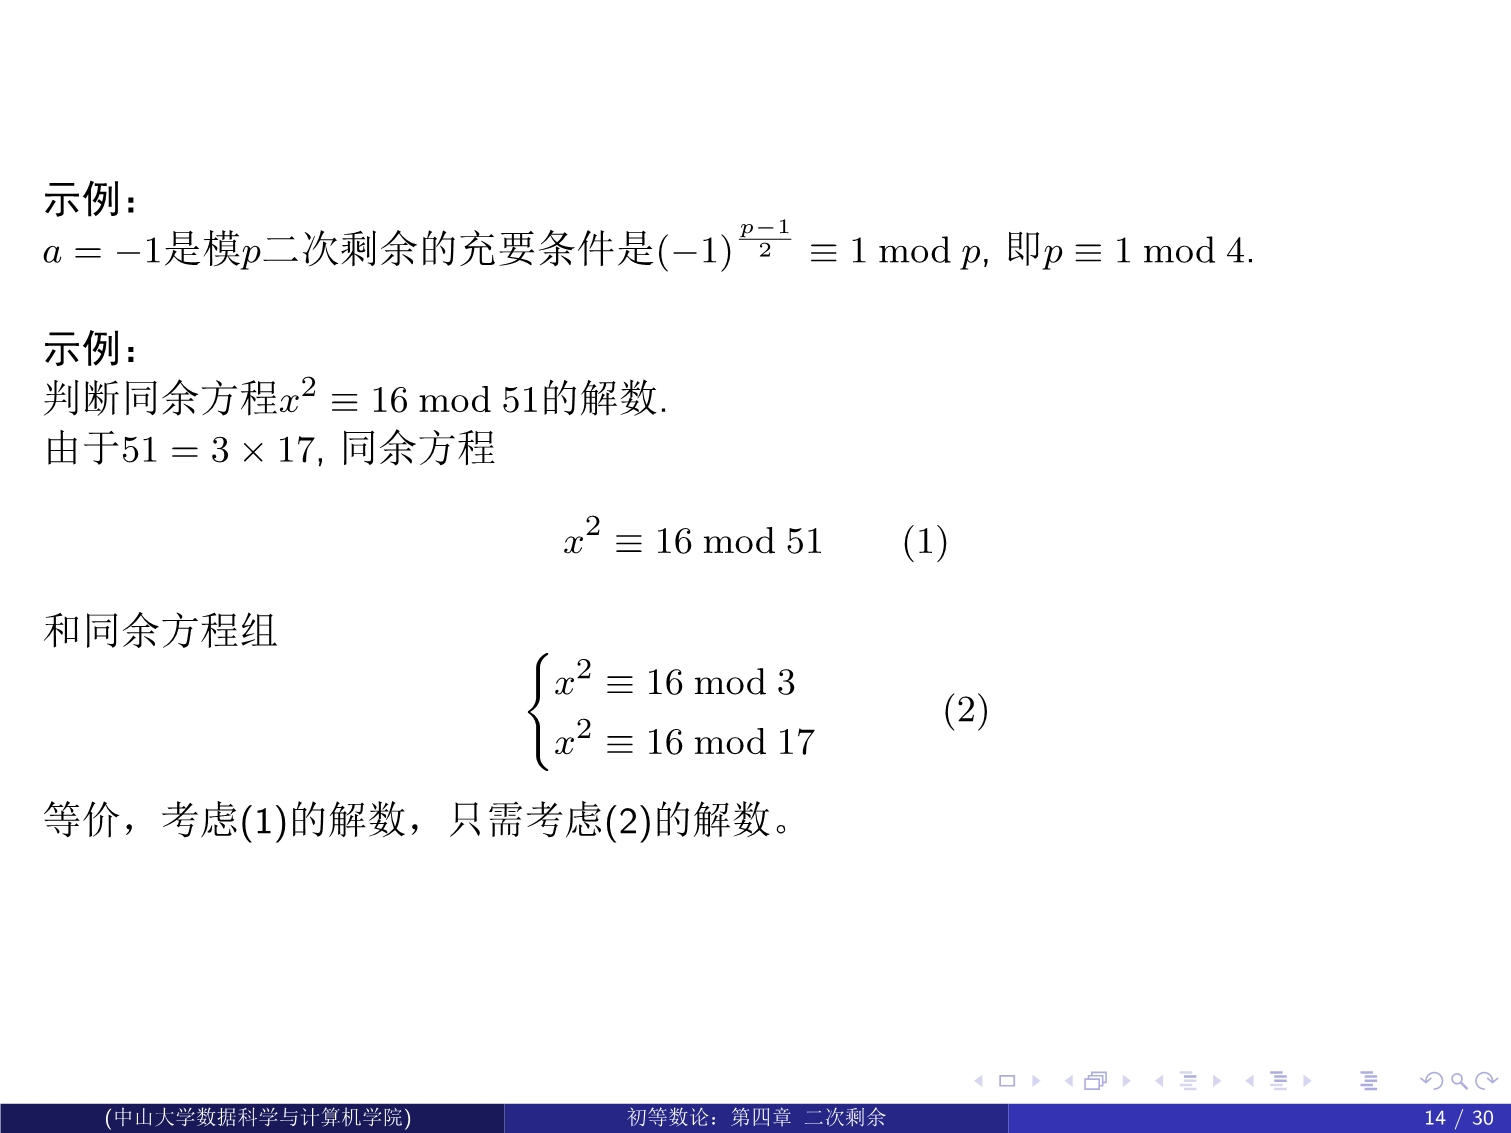 示例：
a = −1是模p二次剩余的充要条件是(−1)^{\frac{p−1}{2}} ≡ 1 mod p, 即p ≡ 1 mod 4.
示例：
判断同余方程x² ≡ 16 mod 51的解数.
由于51 = 3 × 17, 同余方程
x² ≡ 16 mod 51 (1)
和同余方程组
{ x² ≡ 16 mod 3
x² ≡ 16 mod 17 (2)
等价，考虑(1)的解数，只需考虑(2)的解数。
(中山大学数据科学与计算机学院) 初等数论：第四章 二次剩余 14 / 30